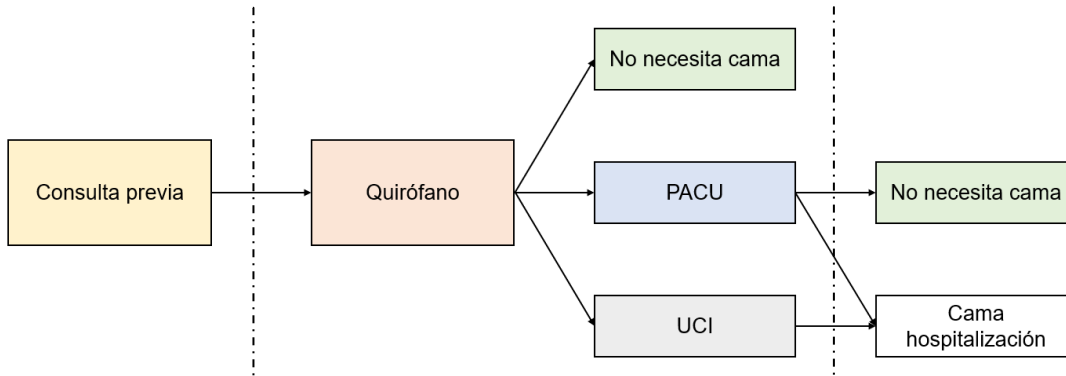 No necesita cama
Consulta previa
Quirófano
PACU
No necesita cama
UCI
Cama
hospitalización